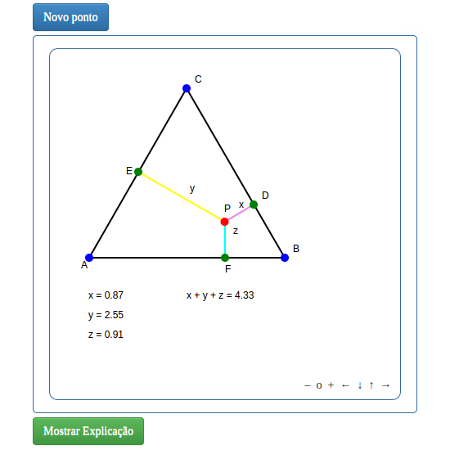 Novo ponto
C
E
y
D
P
x
z
B
A
F
x = 0.87
x + y + z = 4.33
y = 2.55
z = 0.91
– o + ← ↓ ↑ →
Mostrar Explicação